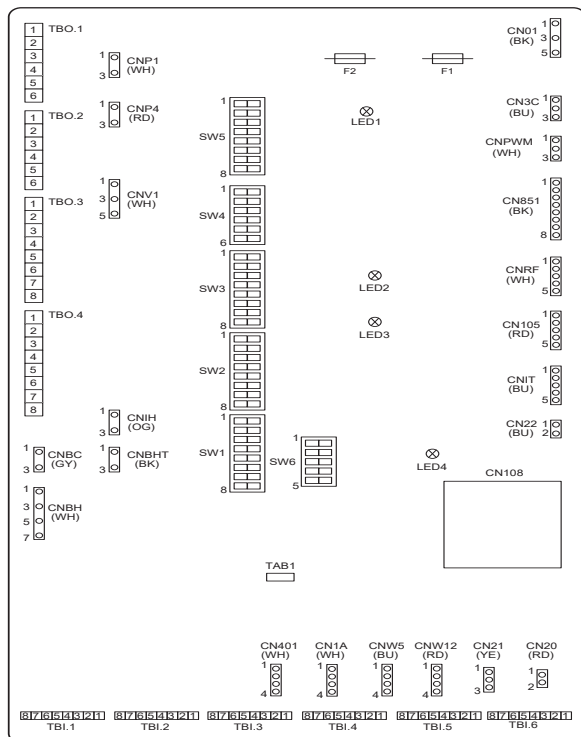 TBO.1
1
2
3
4
5
6
TBO.2
1
2
3
4
5
6
TBO.3
1
2
3
4
5
6
7
8
TBO.4
1
2
3
4
5
6
7
8
1
3
CNP1
(WH)
1
3
CNP4
(RD)
1
3
5
CNV1
(WH)
1
3
CNIH
(OG)
1
3
CNBC
(GY)
1
3
CNBHT
(BK)
1
3
5
7
CNBH
(WH)
1
SW5
8
1
SW4
6
1
SW3
8
1
SW2
8
1
SW1
8
1
SW6
5
F2
F1
LED1
LED2
LED3
LED4
CN01
(BK)
1
3
5
CN3C
(BU)
1
3
CNPWM
(WH)
1
3
CN851
(BK)
1
8
CNRF
(WH)
1
5
CN105
(RD)
1
5
CNIT
(BU)
1
5
CN22
(BU)
1
2
CN108
TAB1
CN401
(WH)
1
4
CN1A
(WH)
1
4
CNW5
(BU)
1
4
CNW12
(RD)
1
4
CN21
(YE)
1
3
CN20
(RD)
1
2
8 7 6 5 4 3 2 1
TBI.1
8 7 6 5 4 3 2 1
TBI.2
8 7 6 5 4 3 2 1
TBI.3
8 7 6 5 4 3 2 1
TBI.4
8 7 6 5 4 3 2 1
TBI.5
8 7 6 5 4 3 2 1
TBI.6